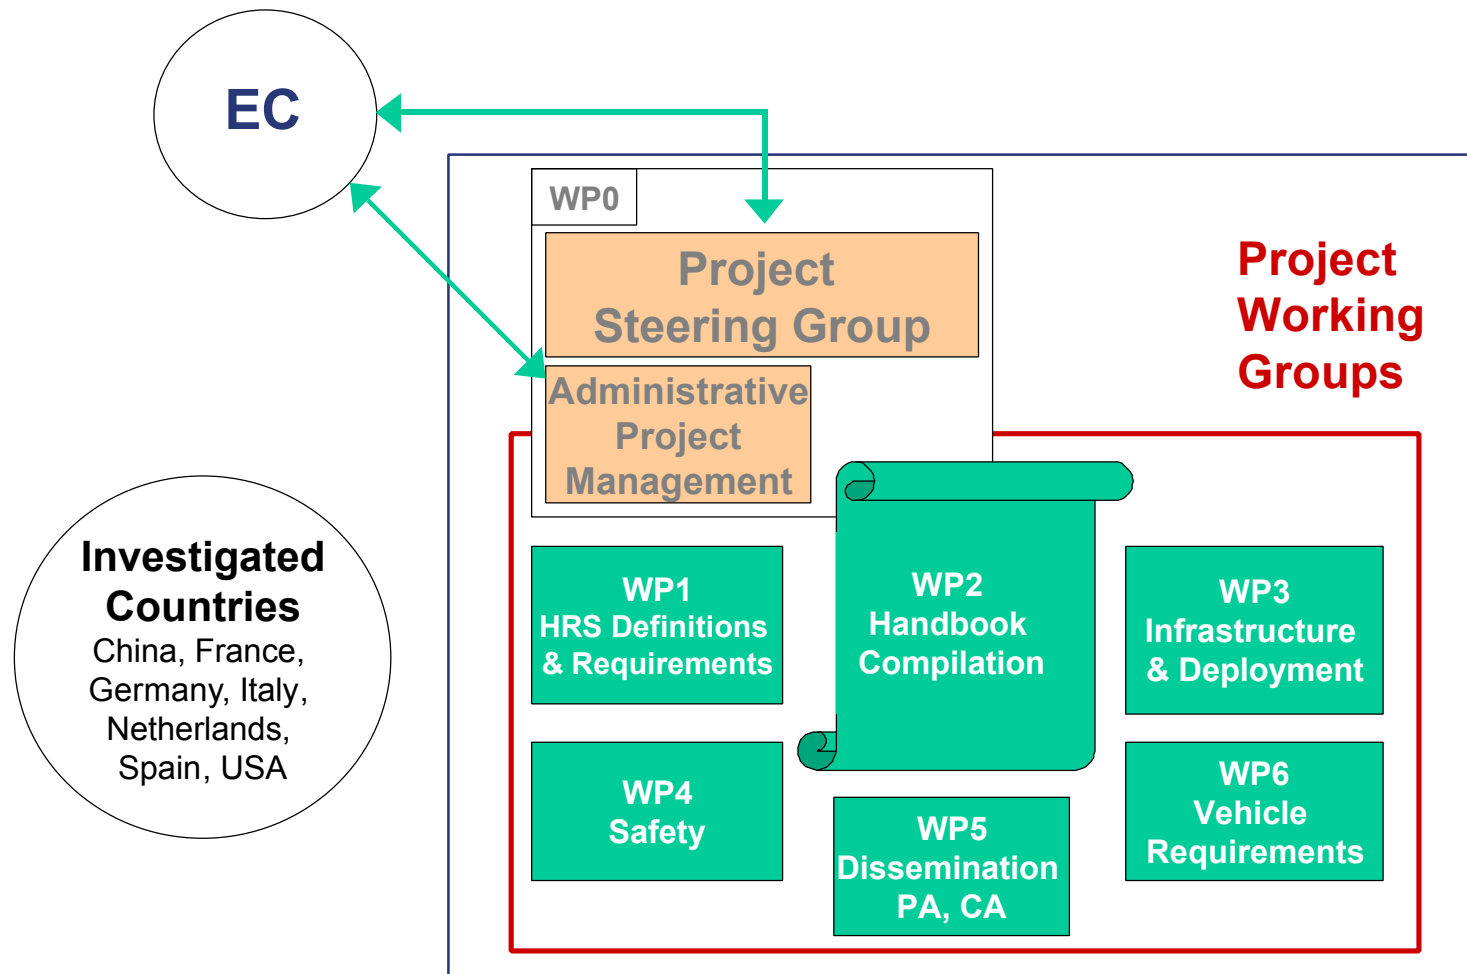 EC
WP0
Project
Steering Group
Administrative
Project
Management
Project
Working
Groups
Investigated
Countries
China, France,
Germany, Italy,
Netherlands,
Spain, USA
WP1
HRS Definitions
& Requirements
WP2
Handbook
Compilation
WP3
Infrastructure
& Deployment
WP4
Safety
WP5
Dissemination
PA, CA
WP6
Vehicle
Requirements